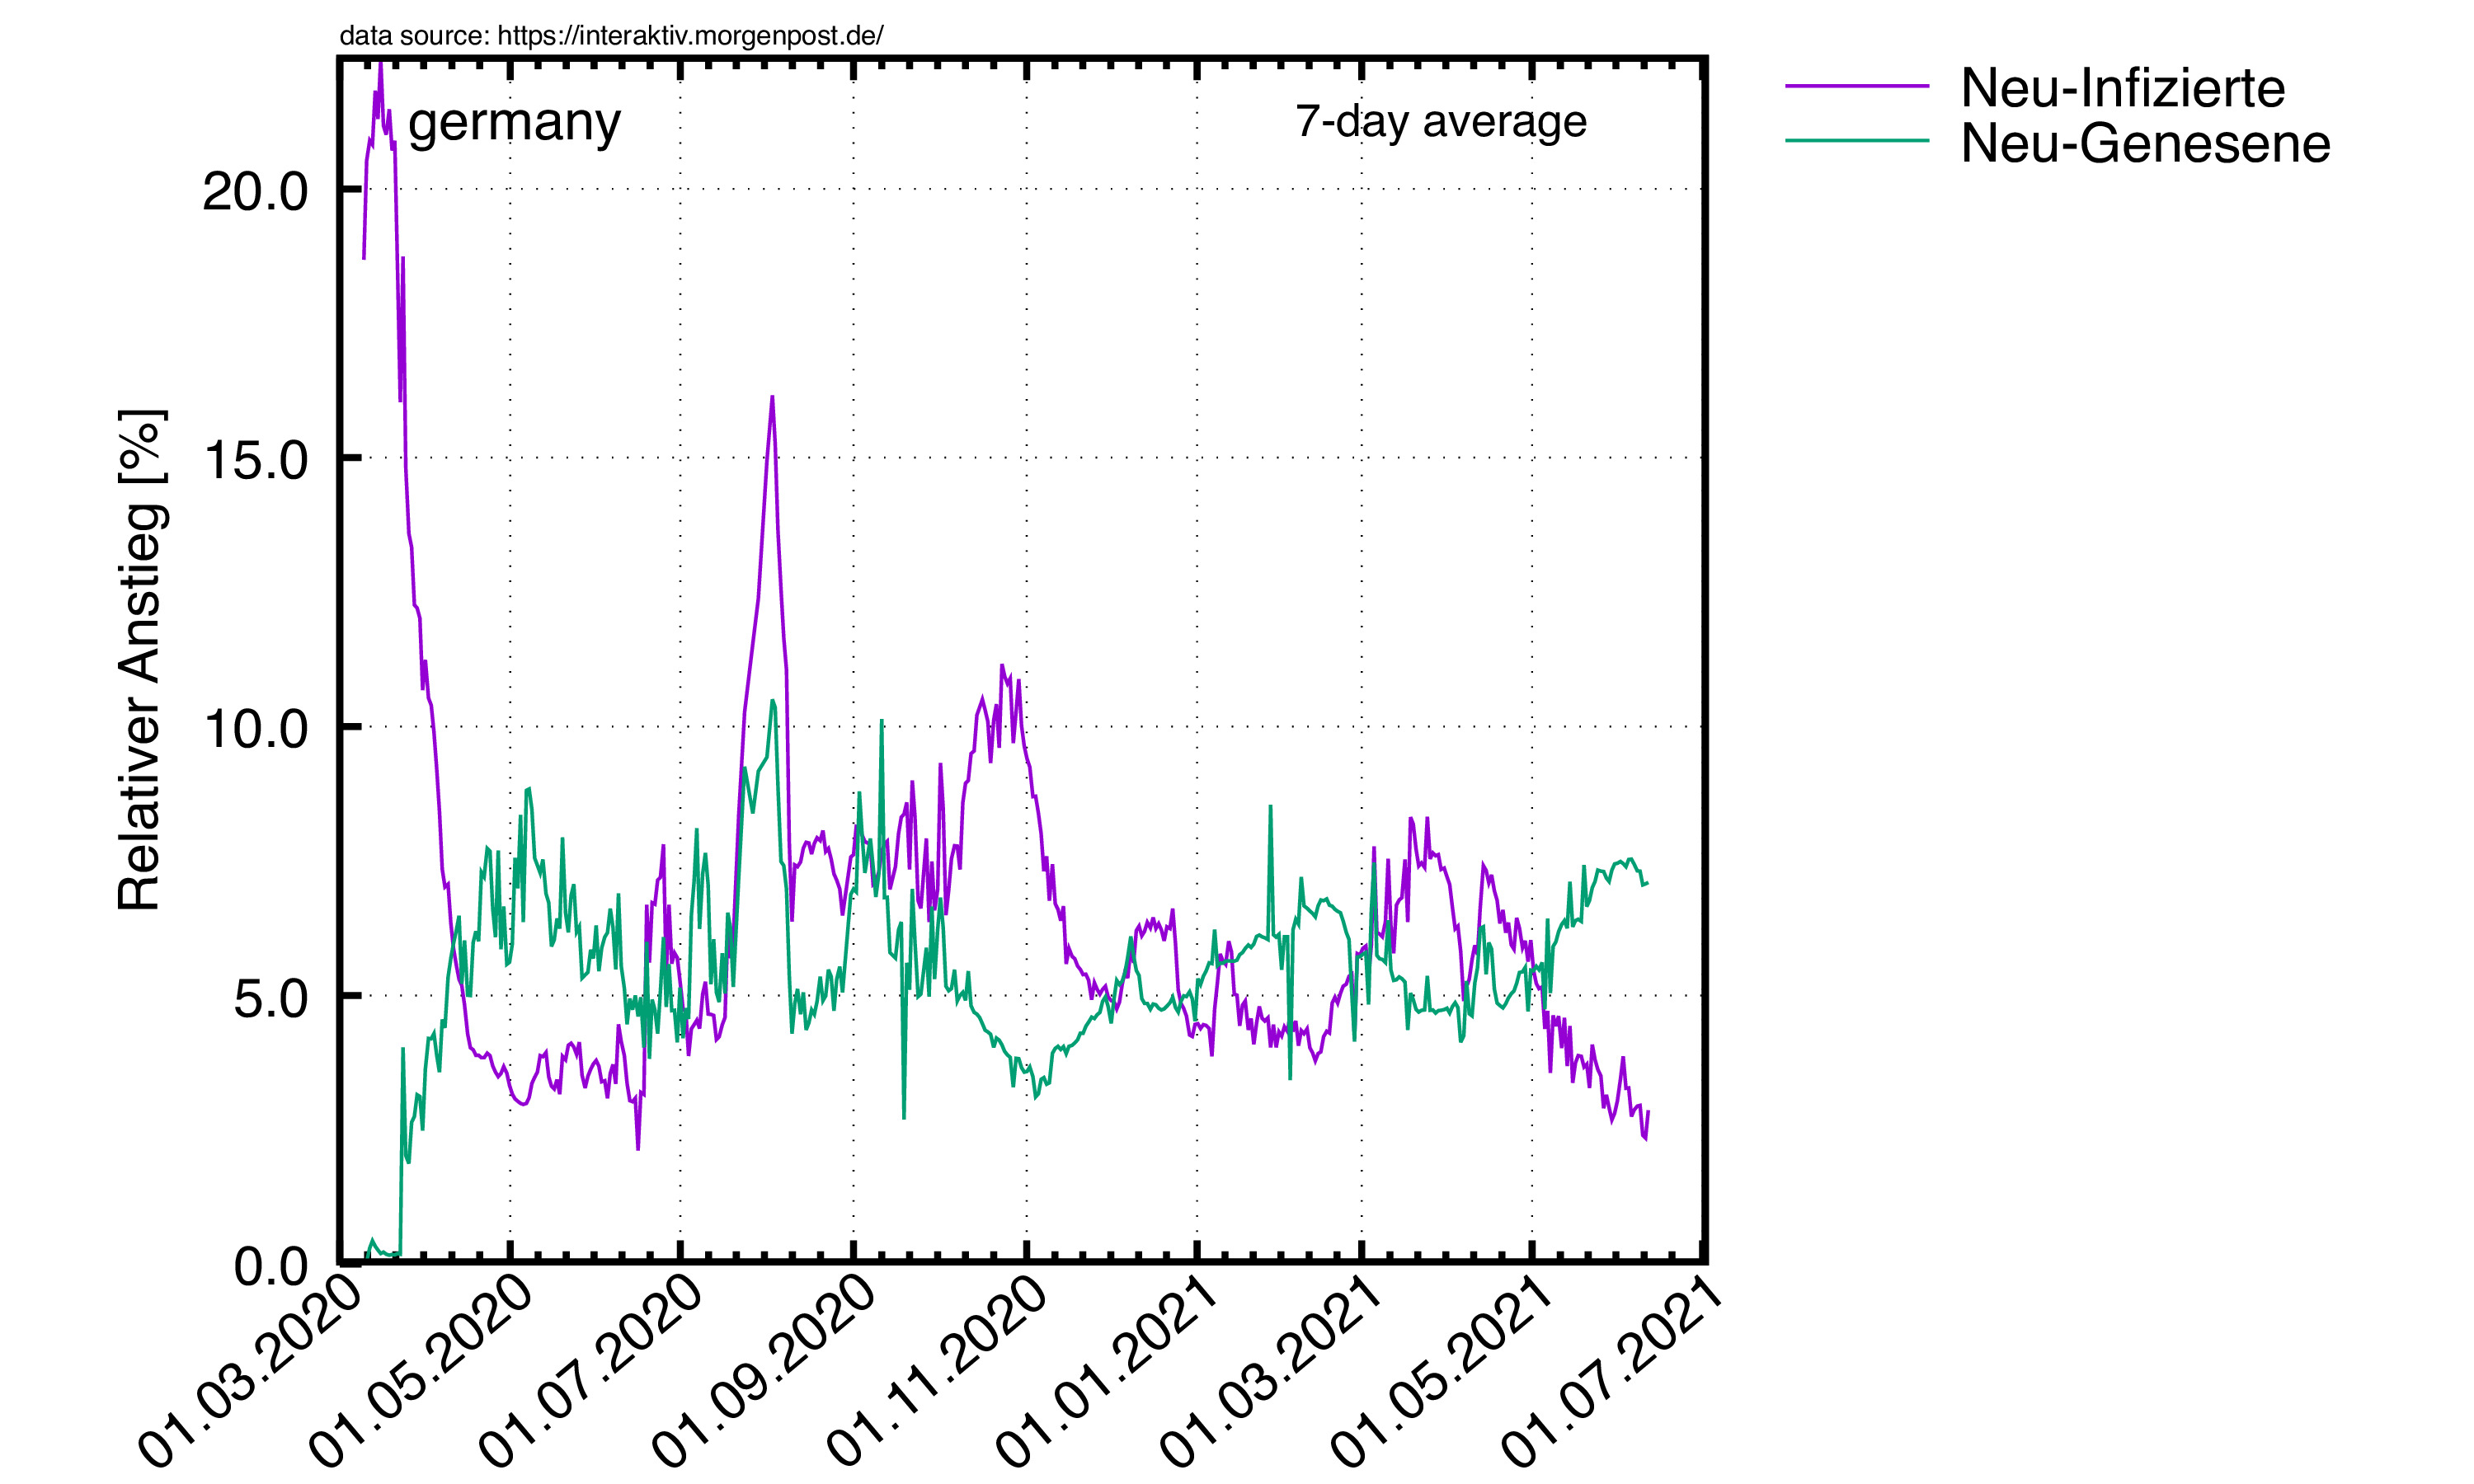 data source: https://interaktiv.morgenpost.de/
germany
7-day average
Neu-Infizierte
Neu-Genesene
Relativer Anstieg [%]
20.0
15.0
10.0
5.0
0.0
01.03.2020
01.05.2020
01.07.2020
01.09.2020
01.11.2020
01.01.2021
01.03.2021
01.05.2021
01.07.2021